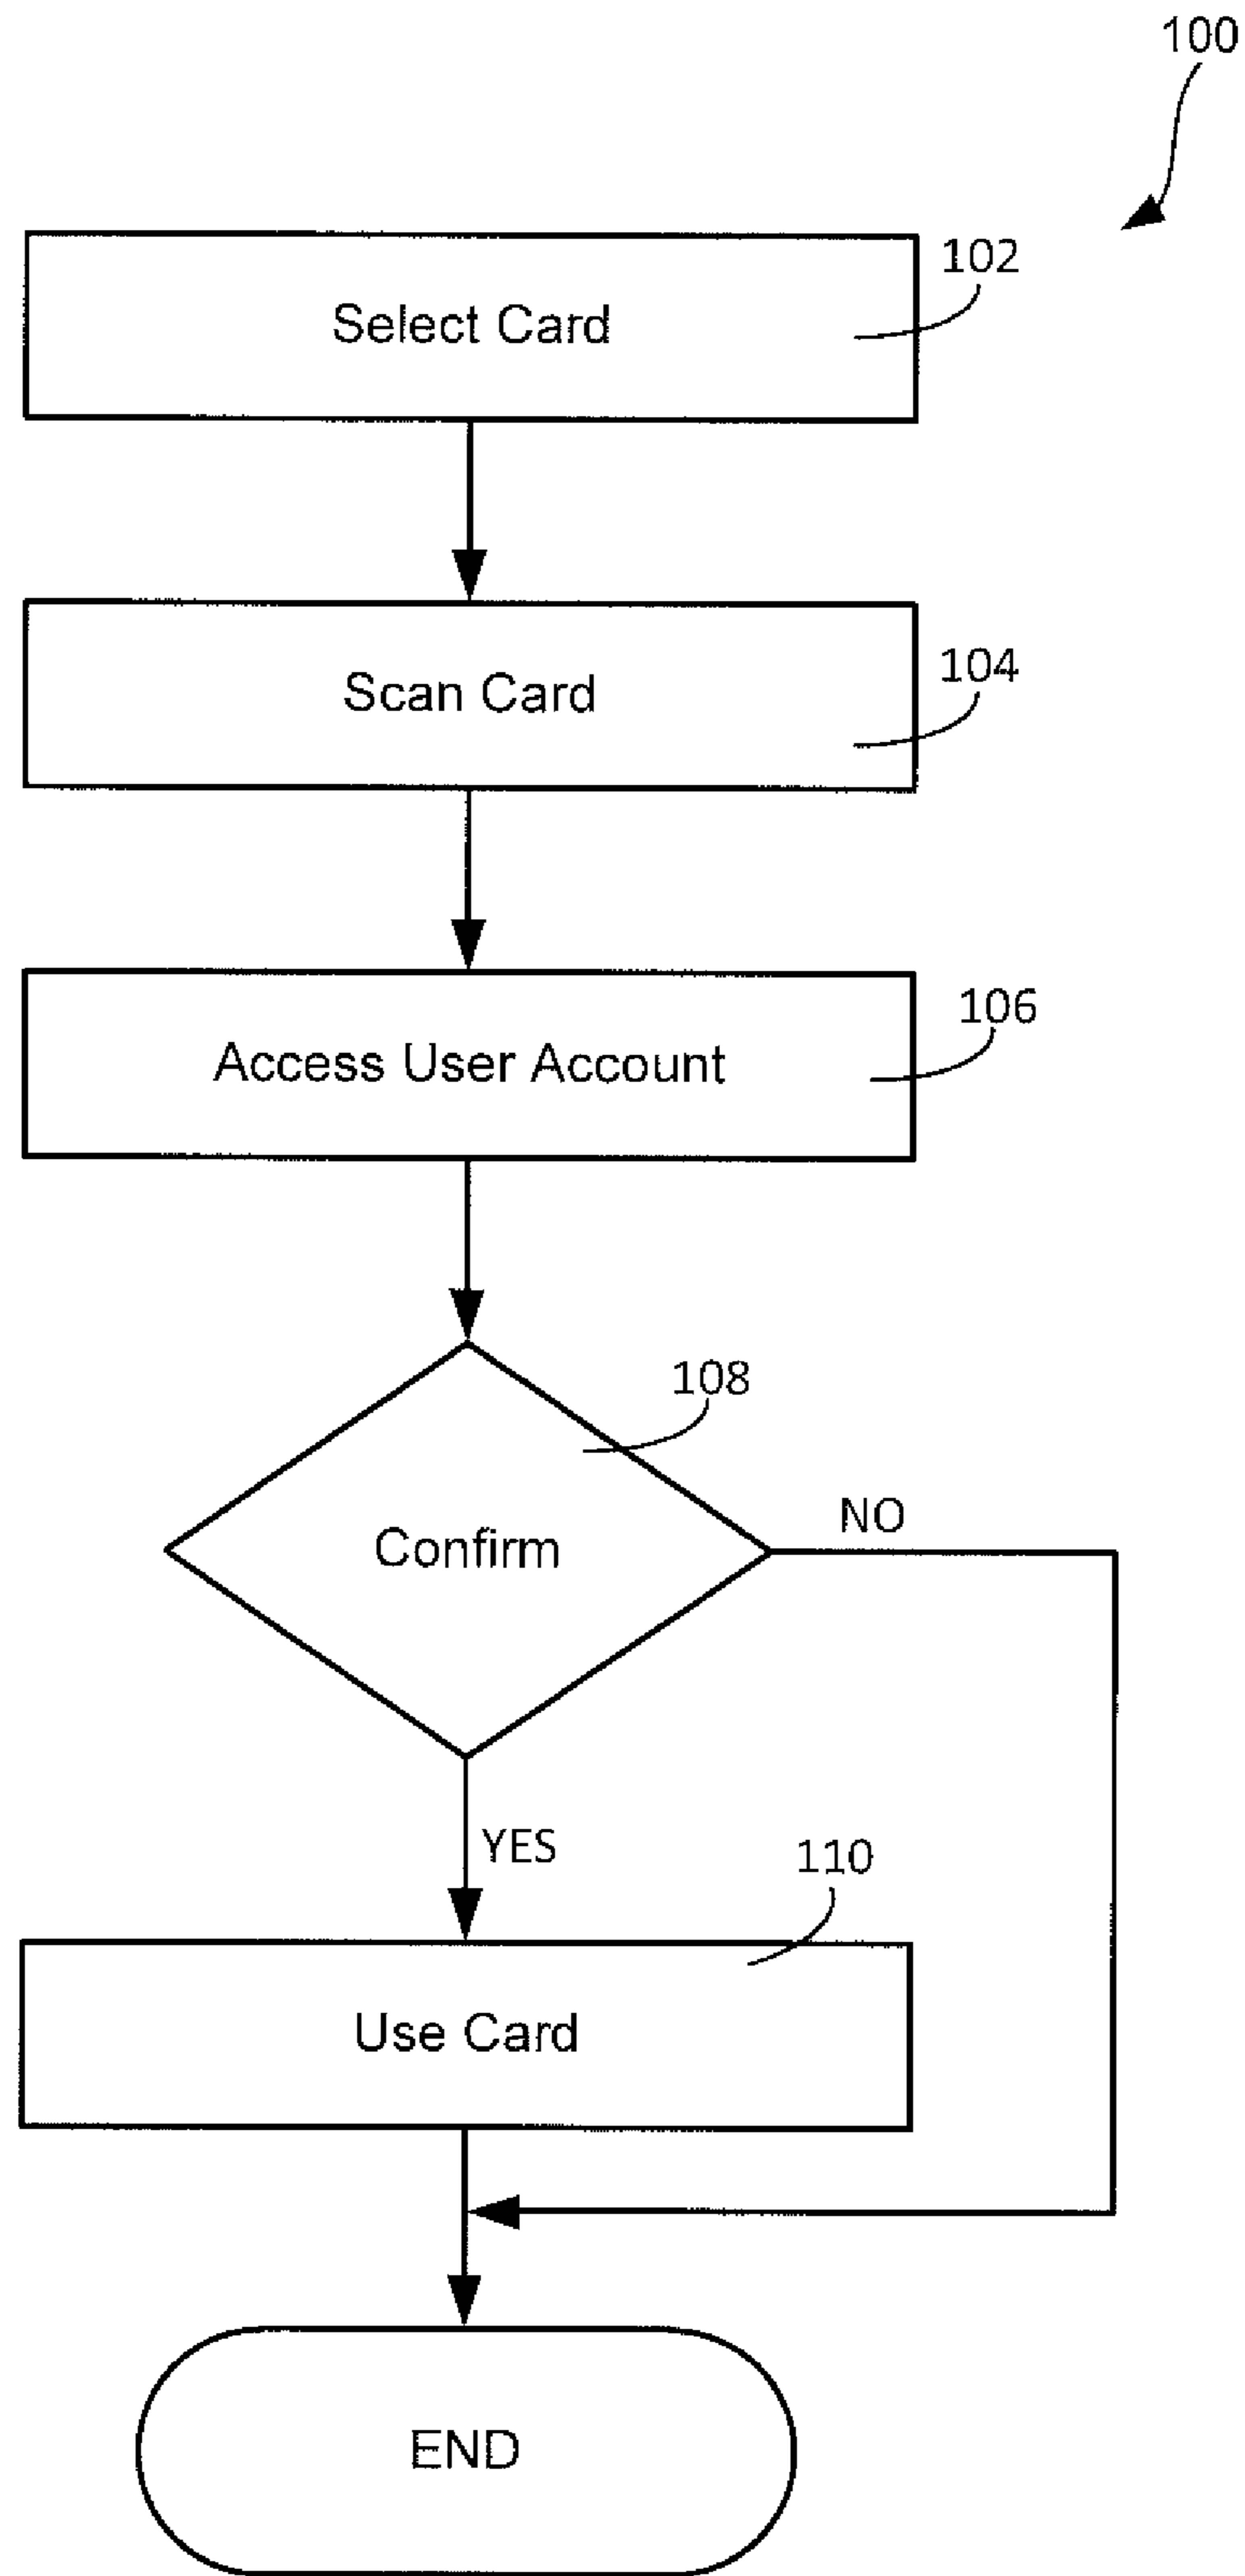 100
Select Card
102
Scan Card
104
Access User Account
106
108
Confirm
NO
YES
110
Use Card
END